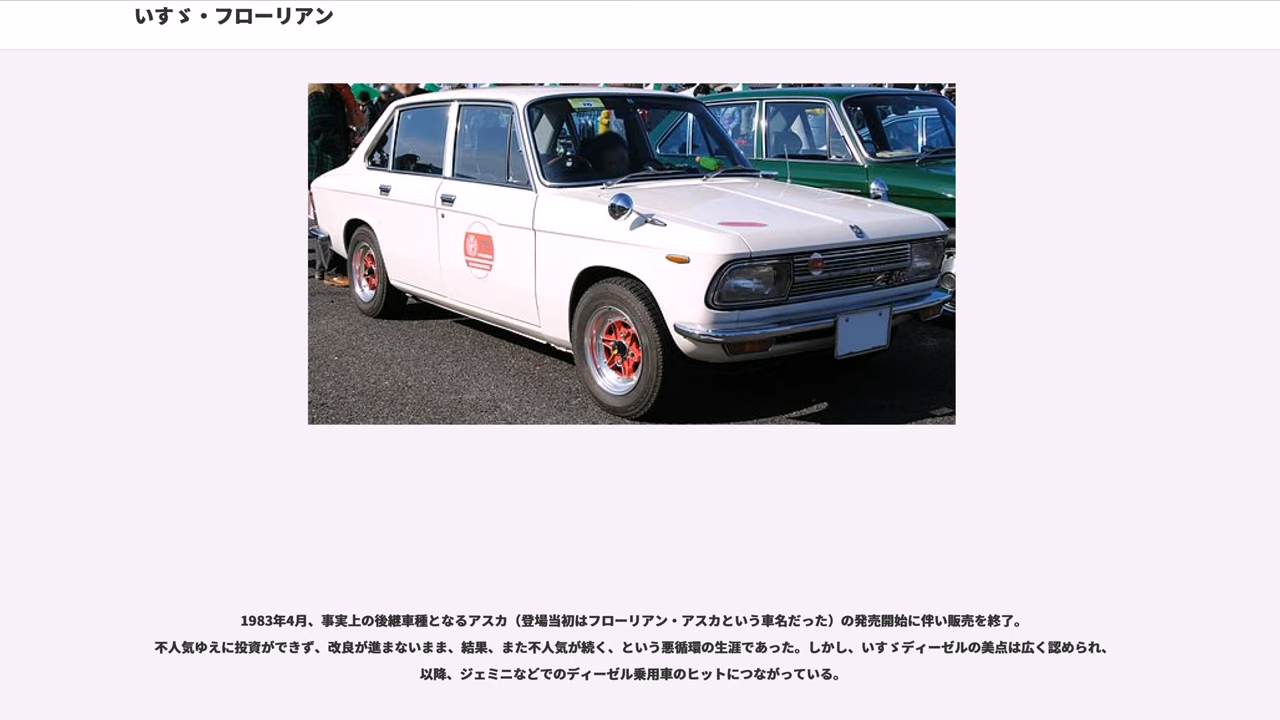 いすゞ・フローリアン
1983年4月、事実上の後継車種となるアスカ（登場当初はフローリアン・アスカという車名だった）の発売開始に伴い販売を終了。
不人気ゆえに投資ができず、改良が進まないまま、結果、また不人気が続く、という悪循環の生涯であった。しかし、いすゞディーゼルの美点は広く認められ、
以降、ジェミニなどでのディーゼル乗用車のヒットにつながっている。